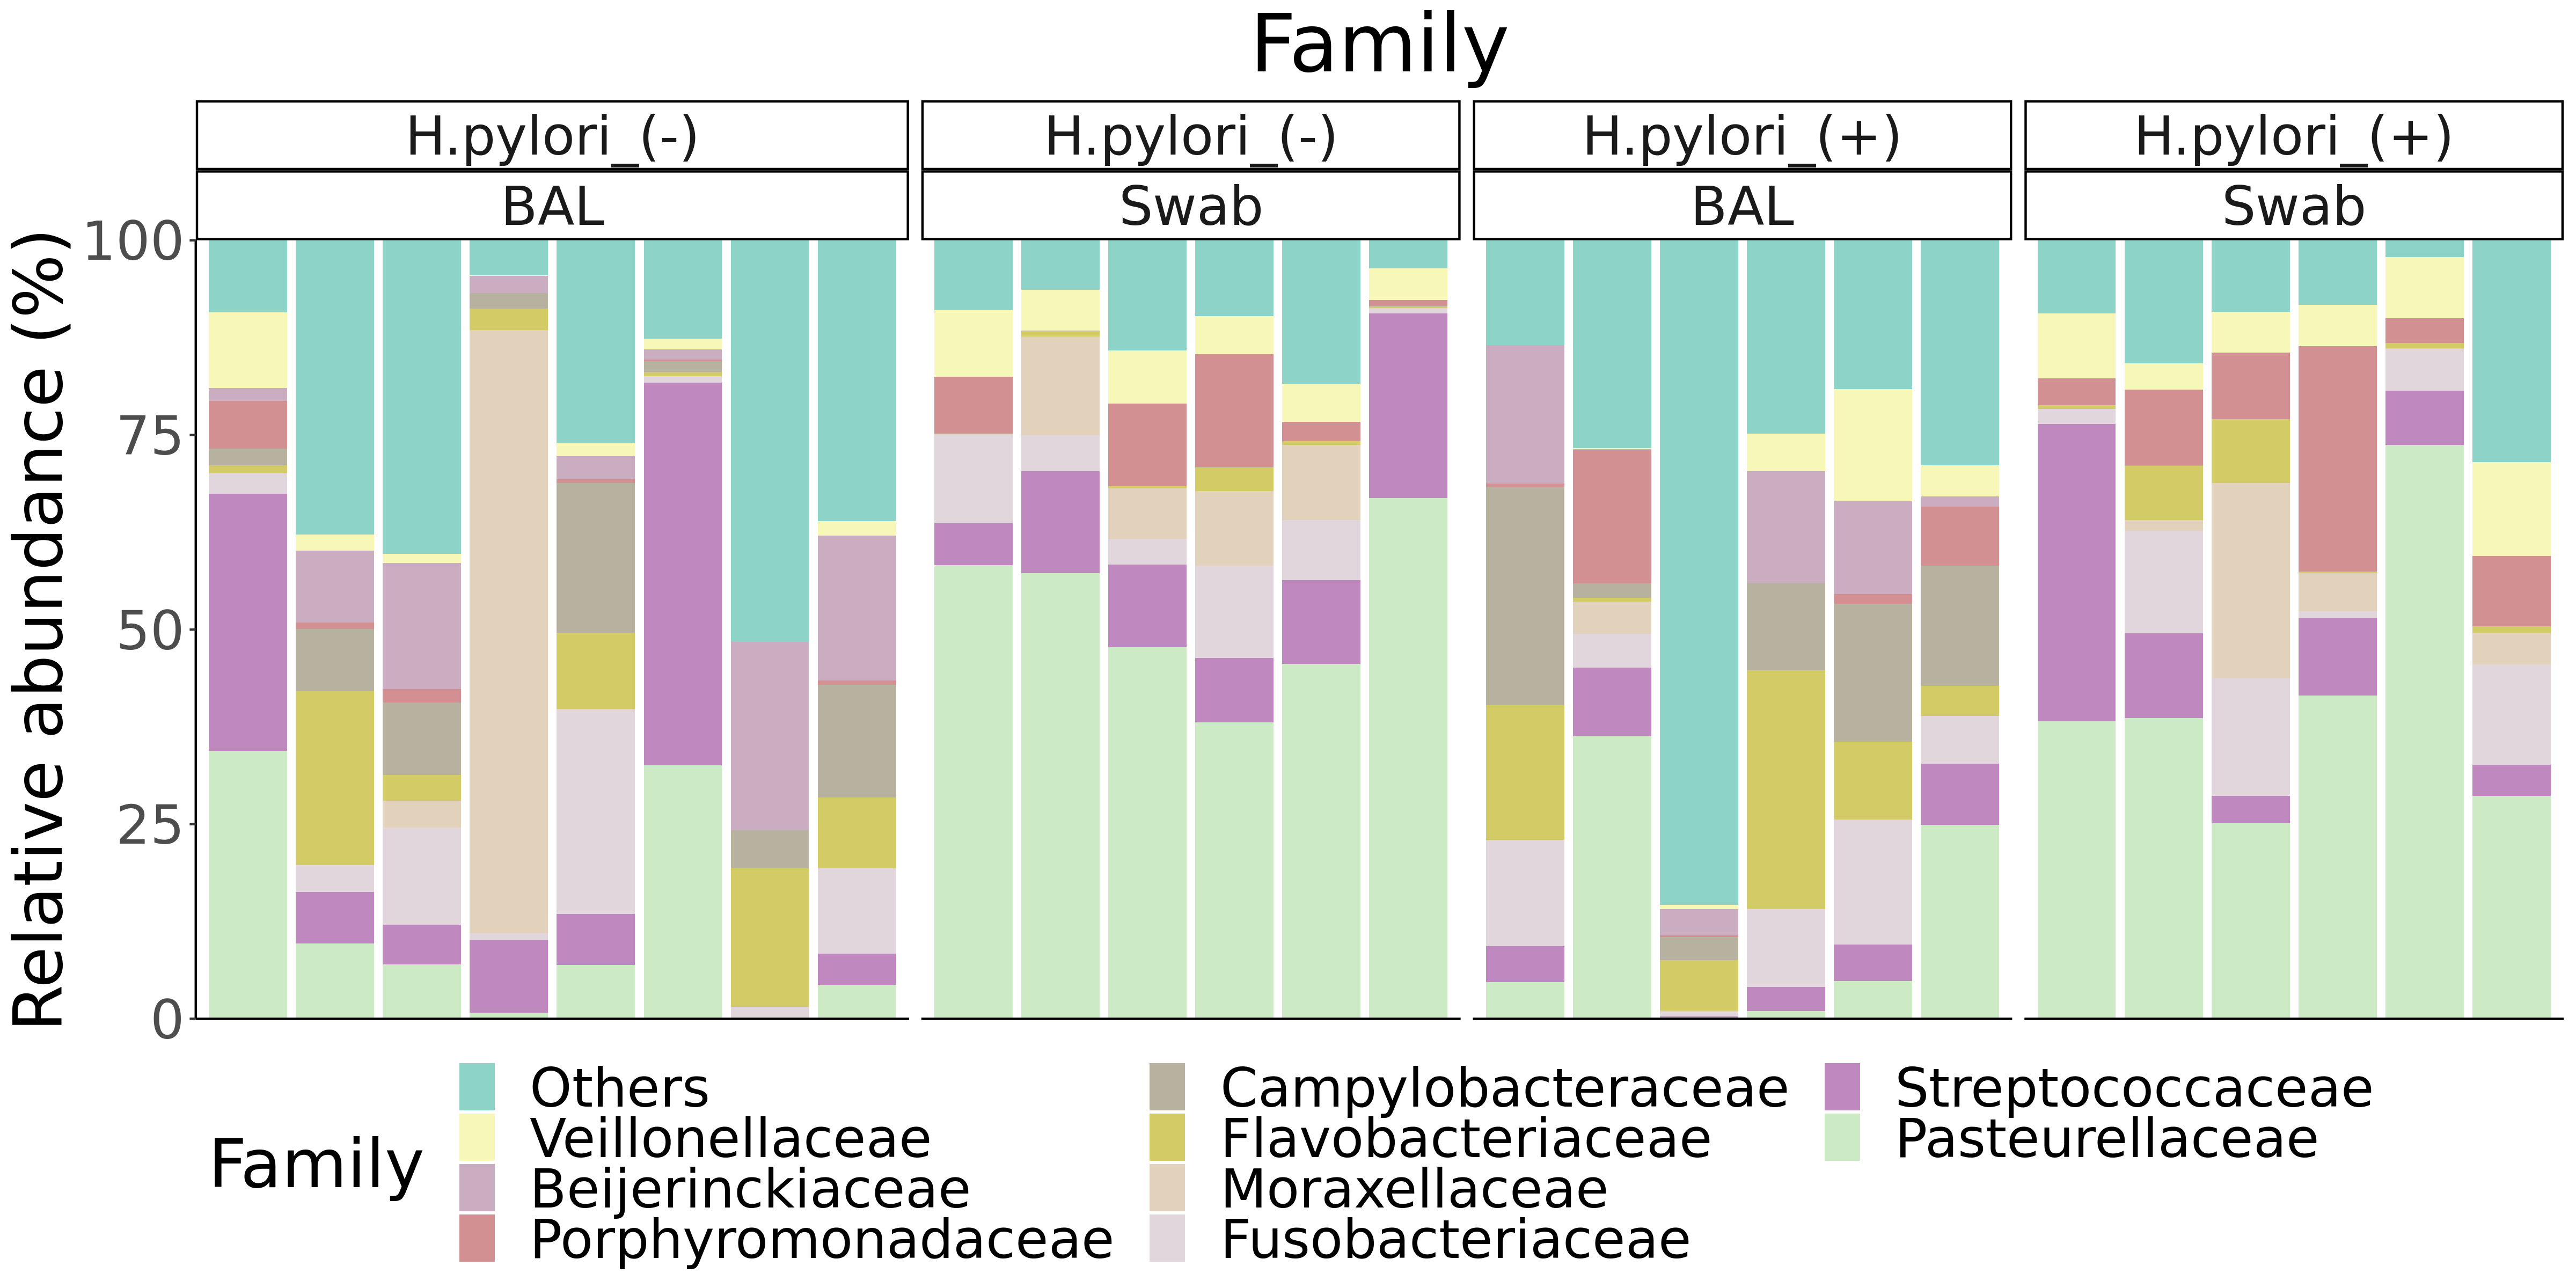 Family
H.pylori_(-)
H.pylori_(-)
H.pylori_(+)
H.pylori_(+)
BAL
Swab
BAL
Swab
Relative abundance (%)
100
75
50
25
0
Family
Others
Veillonellaceae
Beijerinckiaceae
Porphyromonadaceae
Campylobacteraceae
Flavobacteriaceae
Moraxellaceae
Fusobacteriaceae
Streptococcaceae
Pasteurellaceae